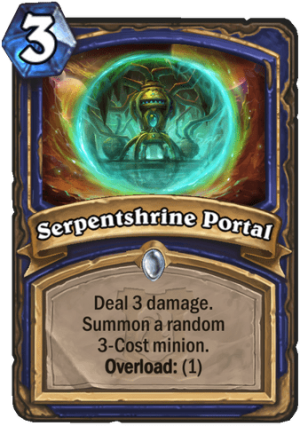 3
Serpentshrine Portal
Deal 3 damage.
Summon a random
3-Cost minion.
Overload: (1)